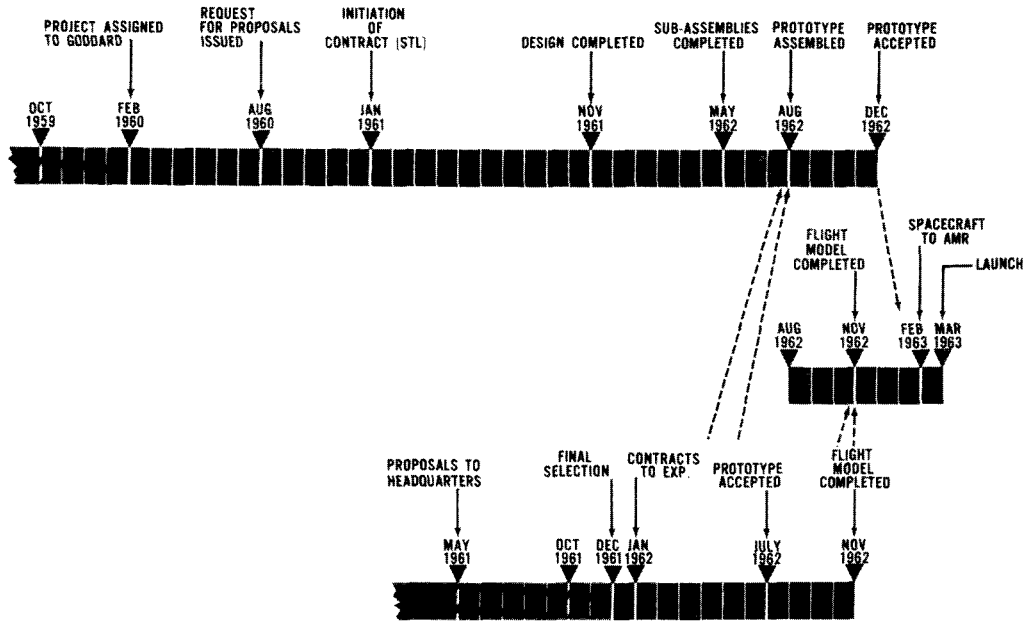 PROJECT ASSIGNED
TO GODDARD
REQUEST
FOR PROPOSALS
ISSUED
INITIATION
OF
CONTRACT (STL)
DESIGN COMPLETED
SUB-ASSEMBLIES
COMPLETED
PROTOTYPE
ASSEMBLED
PROTOTYPE
ACCEPTED
OCT
1959
FEB
1960
AUG
1960
JAN
1961
NOV
1961
MAY
1962
AUG
1962
DEC
1962
FLIGHT
MODEL
COMPLETED
SPACECRAFT
TO AMR
LAUNCH
AUG
1962
NOV
1962
FEB
1963
MAR
1963
PROPOSALS TO
HEADQUARTERS
FINAL
SELECTION
CONTRACTS
TO EXP.
PROTOTYPE
ACCEPTED
FLIGHT
MODEL
COMPLETED
MAY
1961
OCT
1961
DEC
1961
JAN
1962
JULY
1962
NOV
1962